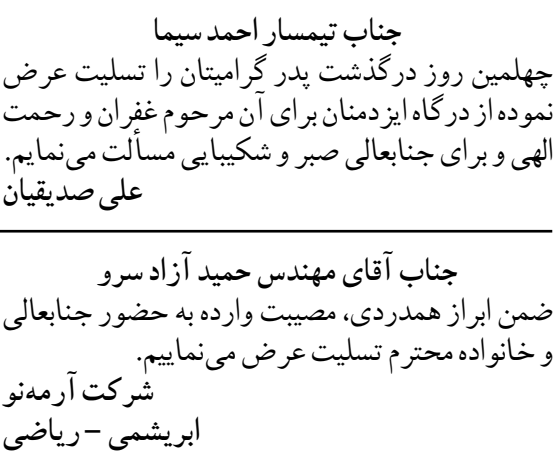 جناب تیمسار احمد سیما
چهلمین روز درگذشت پدر گرامیتان را تسلیت عرض
نموده از درگاه ایزدمنان برای آن مرحوم غفران و رحمت
الهی و برای جنابعالی صبر و شکیبایی مسألت می‌نمایم.
علی صدیقیان
جناب آقای مهندس حمید آزاد سرو
ضمن ابراز همدردی، مصیبت وارده به حضور جنابعالی
و خانواده محترم تسلیت عرض می‌نماییم.
شرکت آرمه‌نو
ابریشمی – ریاضی